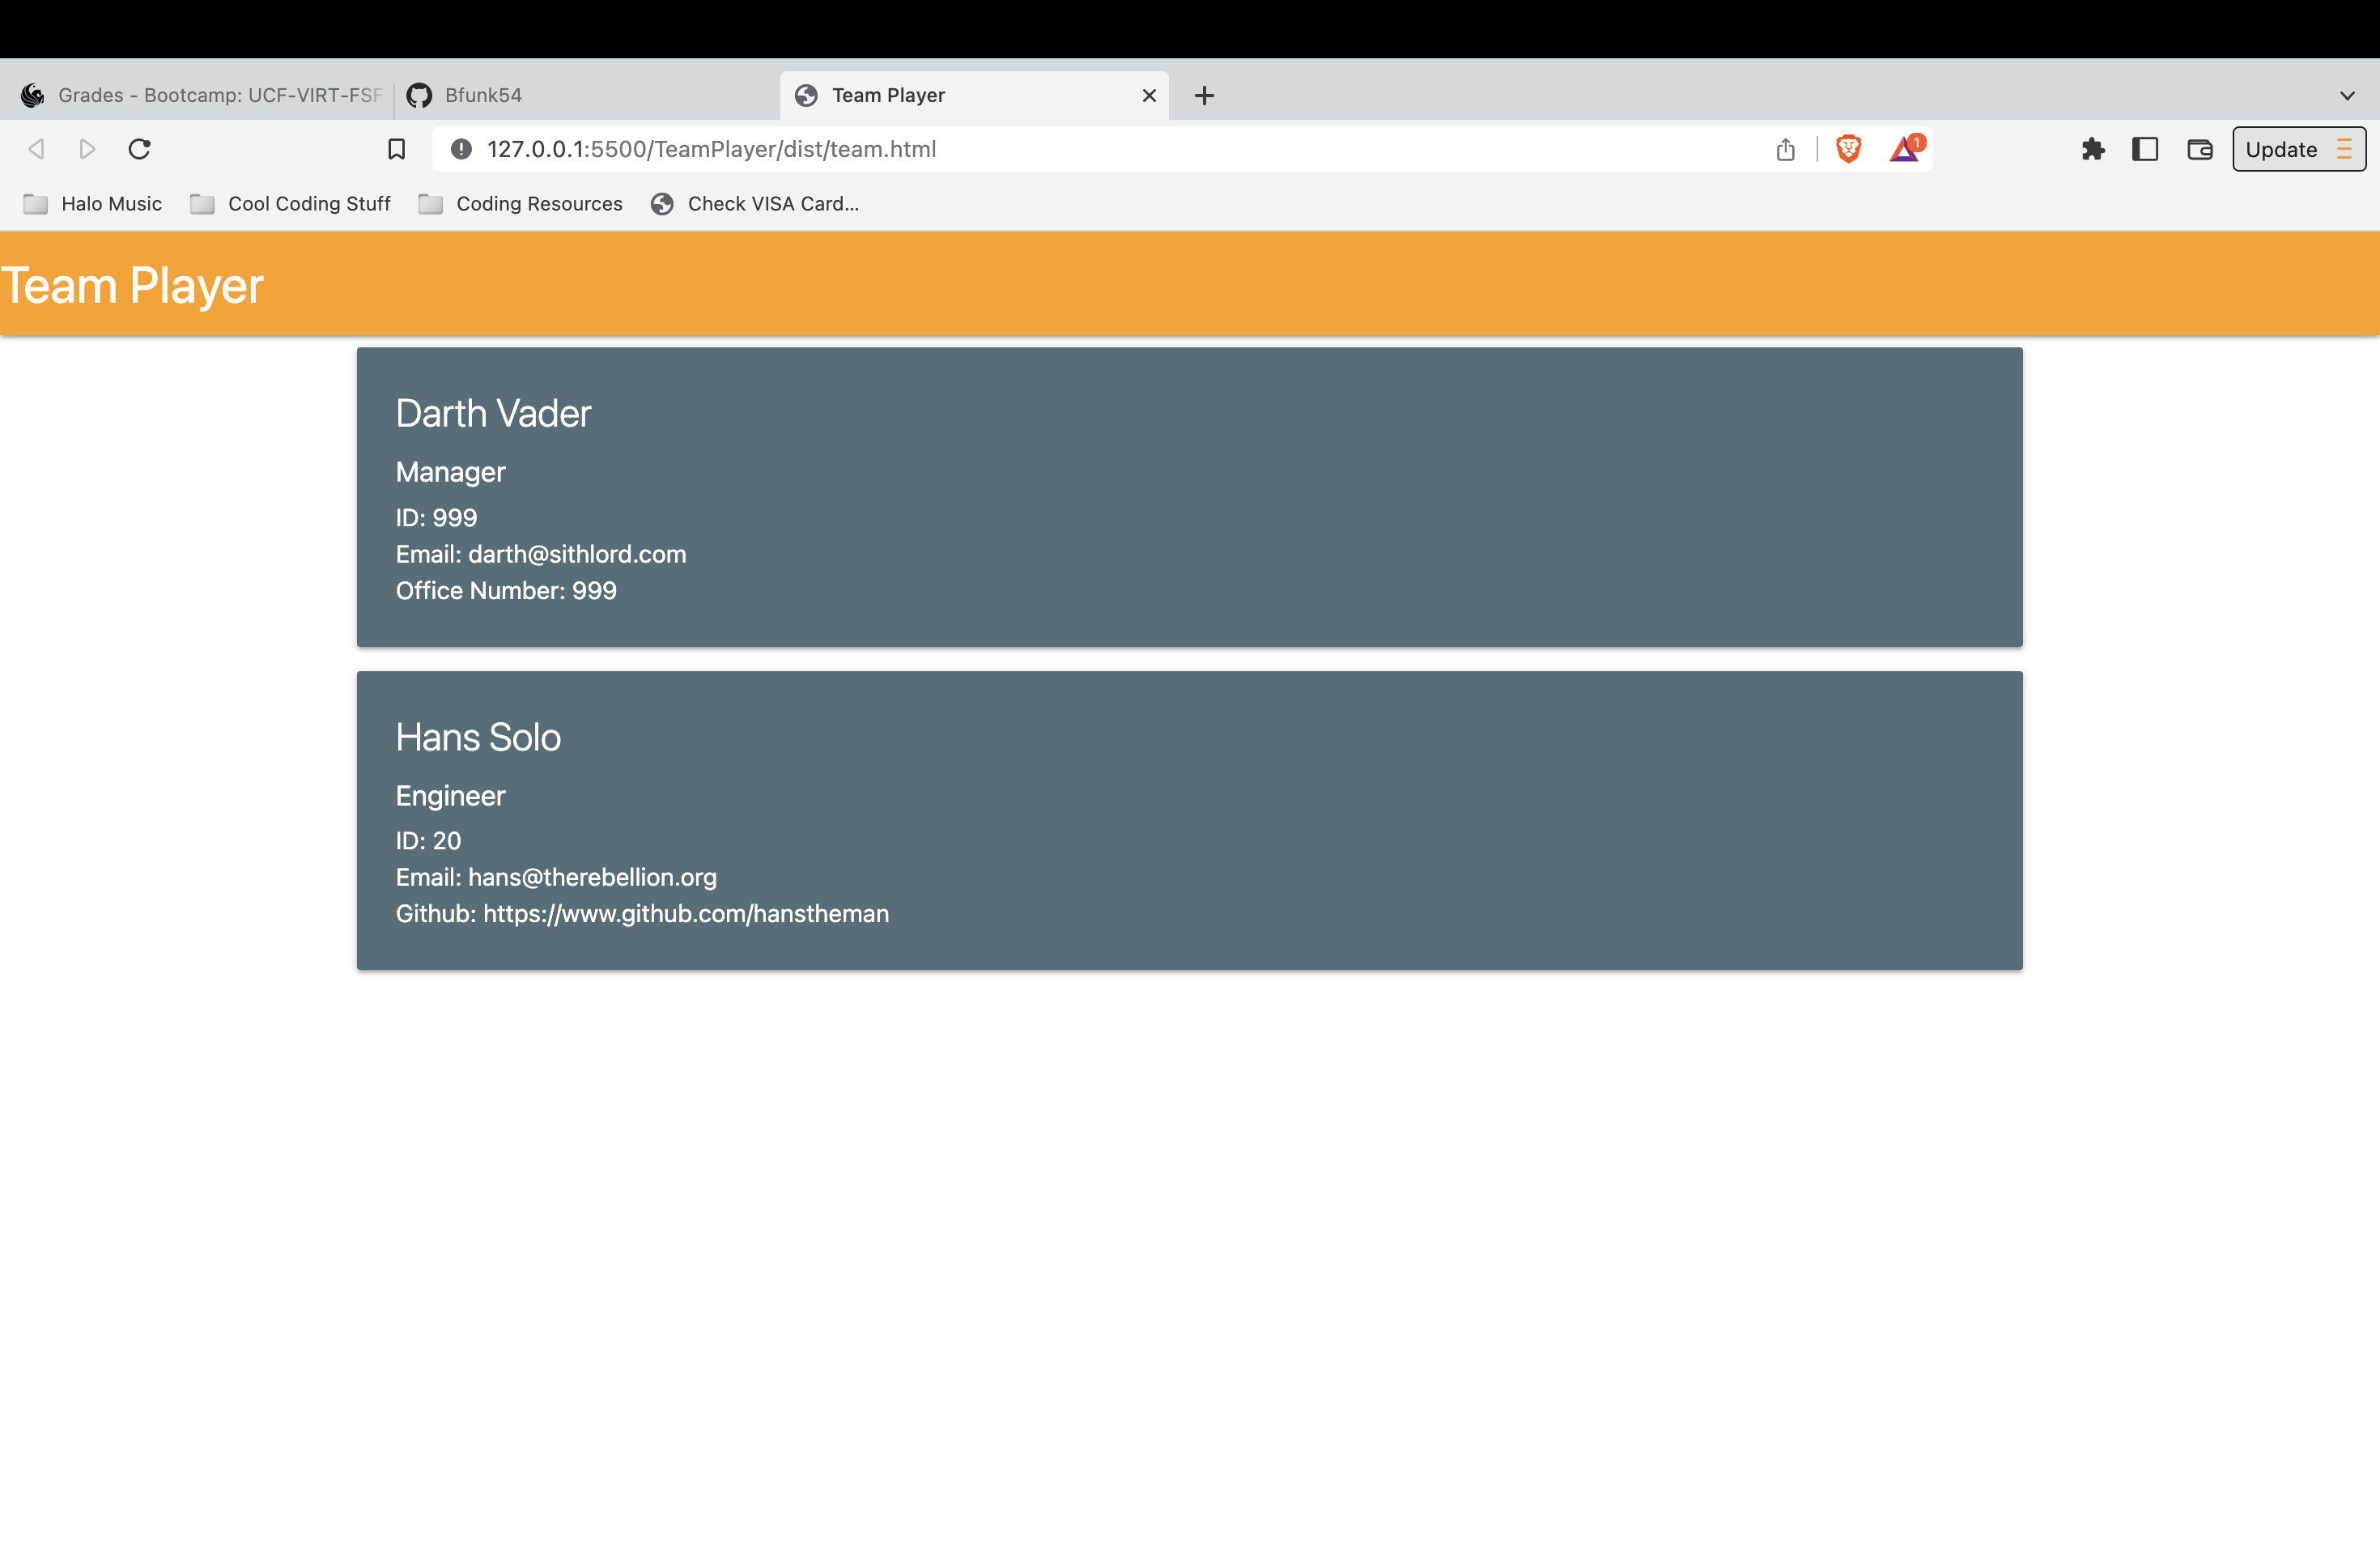 Grades - Bootcamp: UCF-VIRT-FSF
Bfunk54
Team Player
127.0.0.1:5500/TeamPlayer/dist/team.html
1
Update
Halo Music
Cool Coding Stuff
Coding Resources
Check VISA Card...
Team Player
Darth Vader
Manager
ID: 999
Email: darth@sithlord.com
Office Number: 999
Hans Solo
Engineer
ID: 20
Email: hans@therebellion.org
Github: https://www.github.com/hanstheman